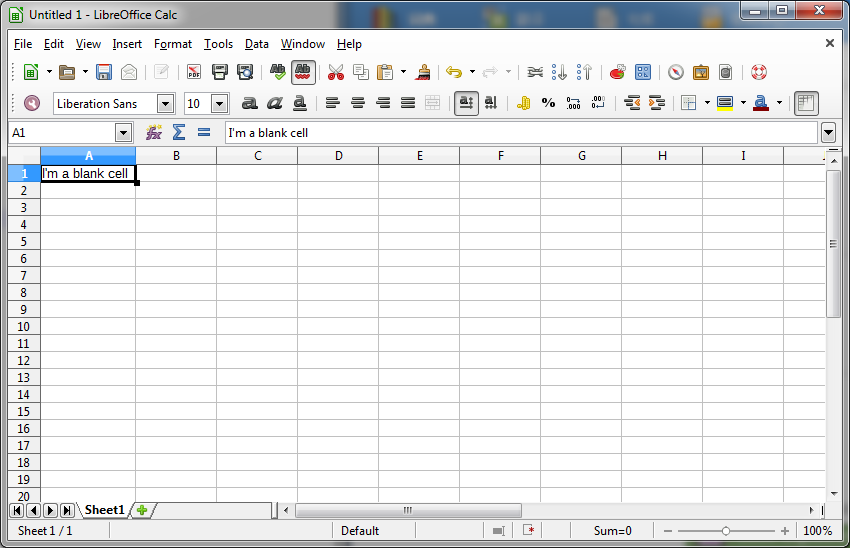 Untitled 1 - LibreOffice Calc
File Edit View Insert Format Tools Data Window Help
Liberation Sans 10
A1 I'm a blank cell
A B C D E F G H I
1 I'm a blank cell
2
3
4
5
6
7
8
9
10
11
12
13
14
15
16
17
18
19
20
Sheet1
Sheet 1 / 1 Default Sum=0 100%